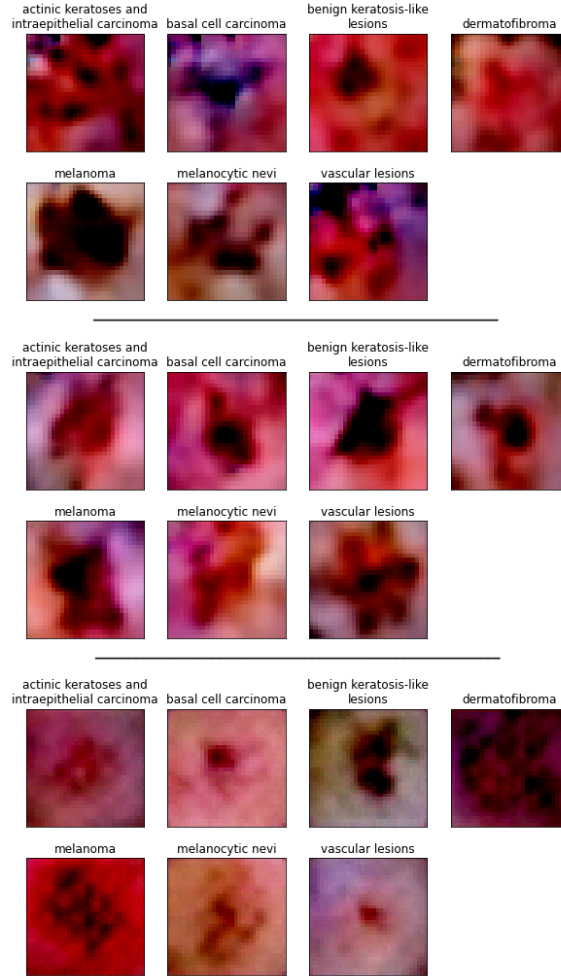 actinic keratoses and
intraepithelial carcinoma
basal cell carcinoma
benign keratosis-like
lesions
dermatofibroma
melanoma
melanocytic nevi
vascular lesions
actinic keratoses and
intraepithelial carcinoma
basal cell carcinoma
benign keratosis-like
lesions
dermatofibroma
melanoma
melanocytic nevi
vascular lesions
actinic keratoses and
intraepithelial carcinoma
basal cell carcinoma
benign keratosis-like
lesions
dermatofibroma
melanoma
melanocytic nevi
vascular lesions